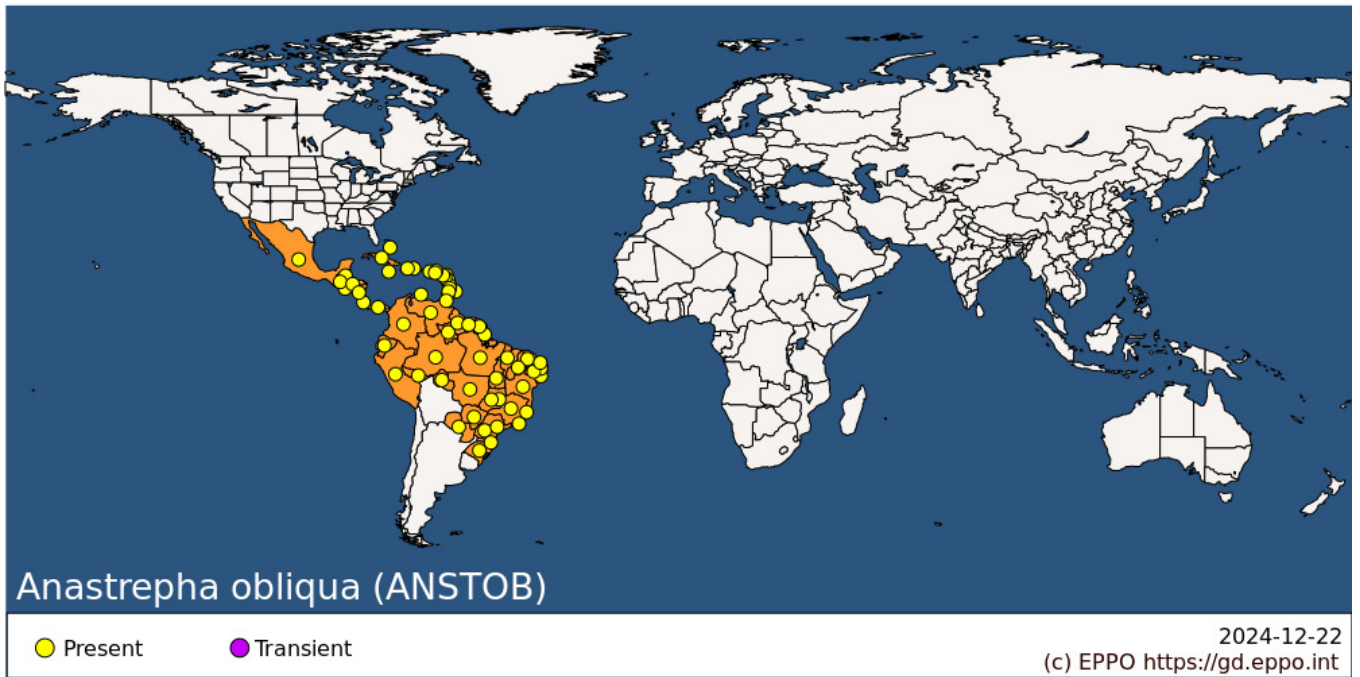 Anastrepha obliqua (ANSTOB)
Present
Transient
2024-12-22
(c) EPPO https://gd.eppo.int